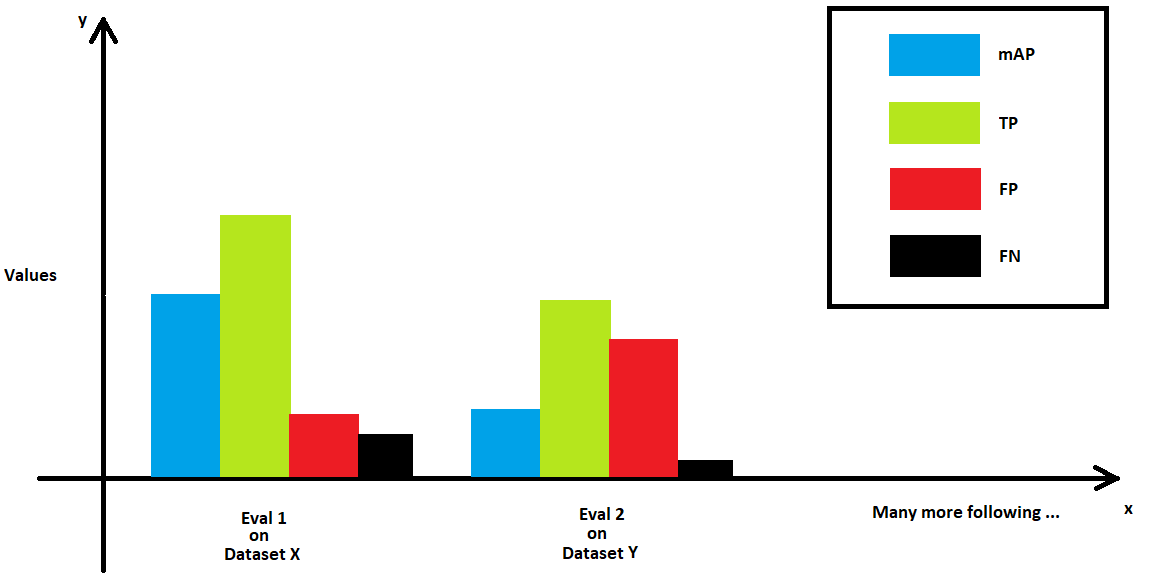 y
mAP
TP
FP
FN
Values
Eval 1
on
Dataset X
Eval 2
on
Dataset Y
Many more following ...
x